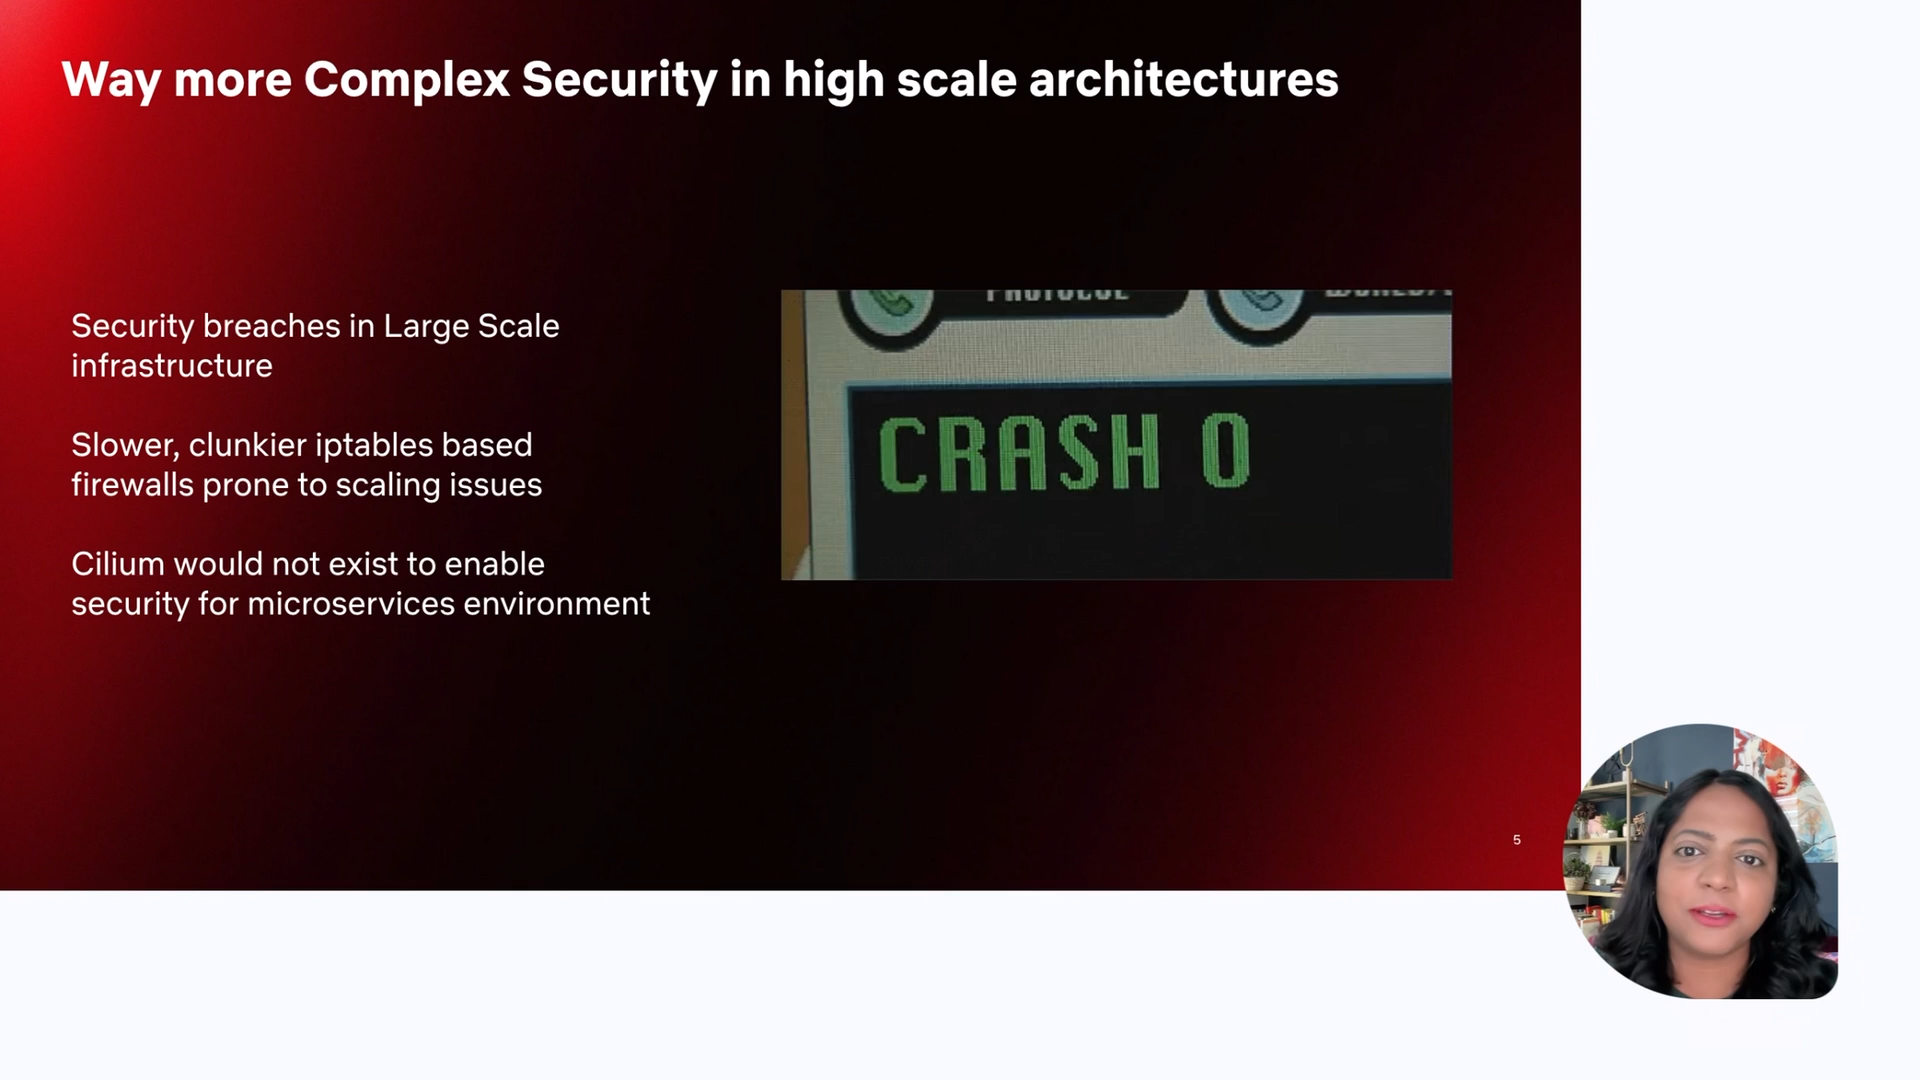 Way more Complex Security in high scale architectures
Security breaches in Large Scale
infrastructure
Slower, clunkier iptables based
firewalls prone to scaling issues
Cilium would not exist to enable
security for microservices environment
PROTOCOL
CRASH O
5